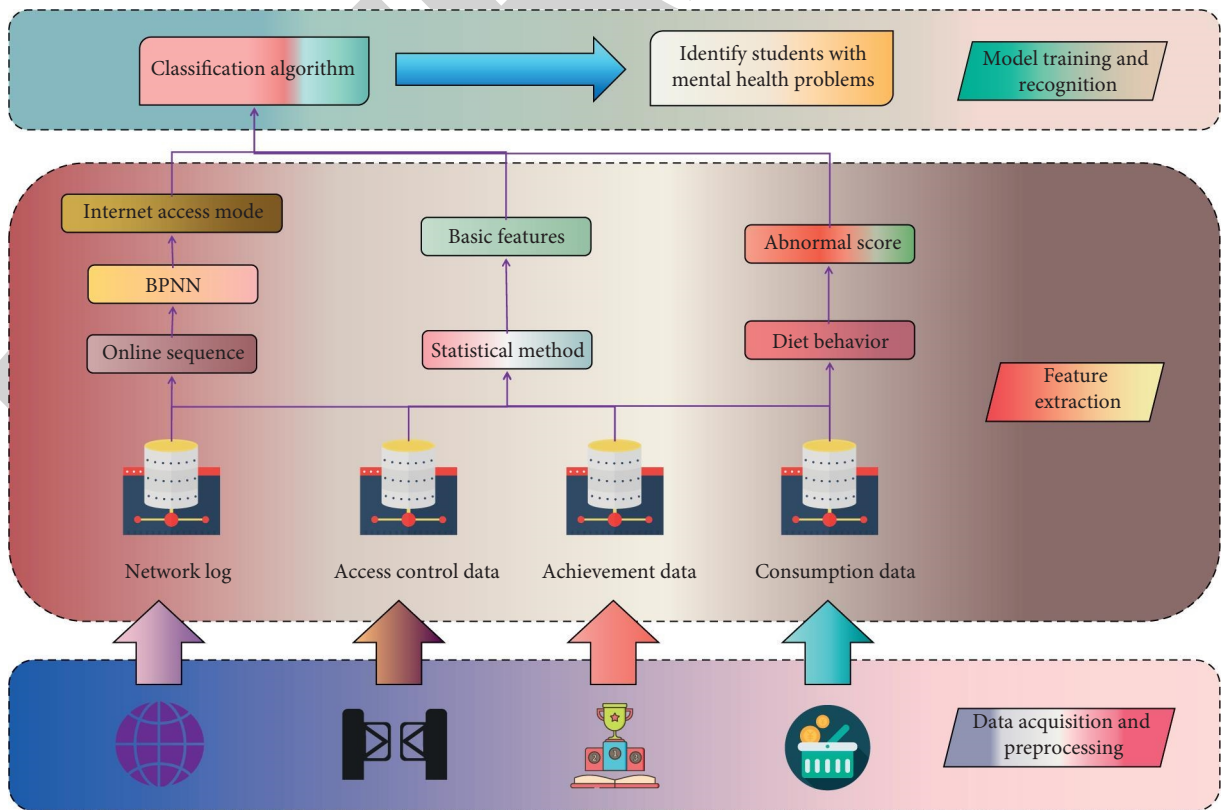 Classification algorithm
Identify students with
mental health problems
Model training and
recognition
Internet access mode
Basic features
Abnormal score
BPNN
Online sequence
Statistical method
Diet behavior
Feature
extraction
Network log
Access control data
Achievement data
Consumption data
Data acquisition and
preprocessing